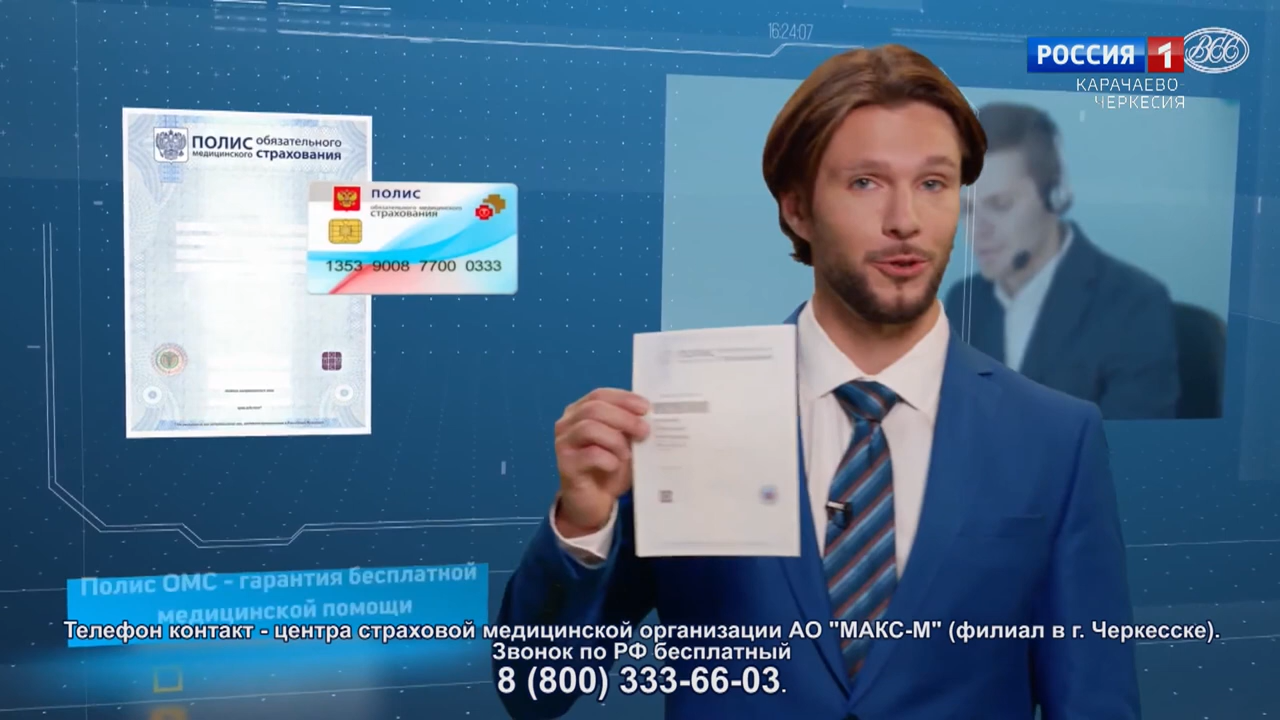 16:24:07
РОССИЯ 1 ВСС
КАРАЧАЕВО
ЧЕРКЕСИЯ
ПОЛИС обязательного
медицинского страхования
ПОЛИС
обязательного медицинского
страхования
1353 9008 7700 0333
Полис ОМС - гарантия бесплатной
медицинской помощи
Телефон контакт - центра страховой медицинской организации АО "МАКС-М" (филиал в г. Черкесске).
Звонок по РФ бесплатный
8 (800) 333-66-03.